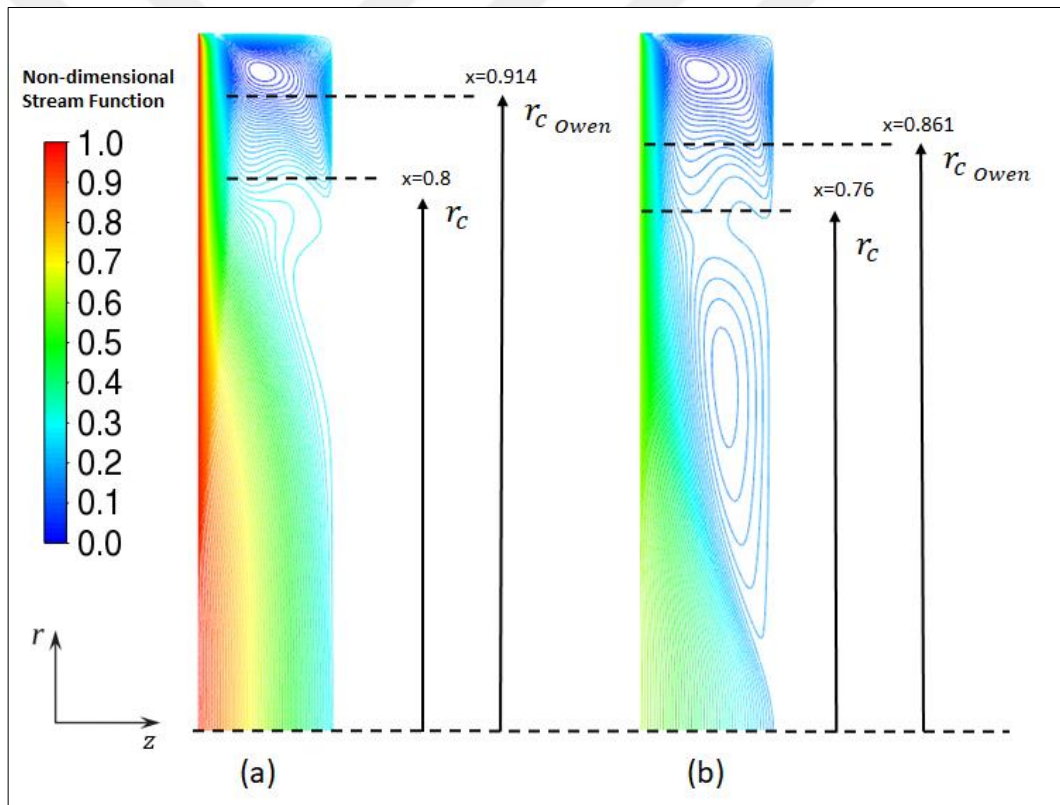 Non-dimensional
Stream Function
1.0
0.9
0.8
0.7
0.6
0.5
0.4
0.3
0.2
0.1
0.0
r
z
x=0.914
r_c Owen
x=0.8
r_c
(a)
x=0.861
r_c Owen
x=0.76
r_c
(b)